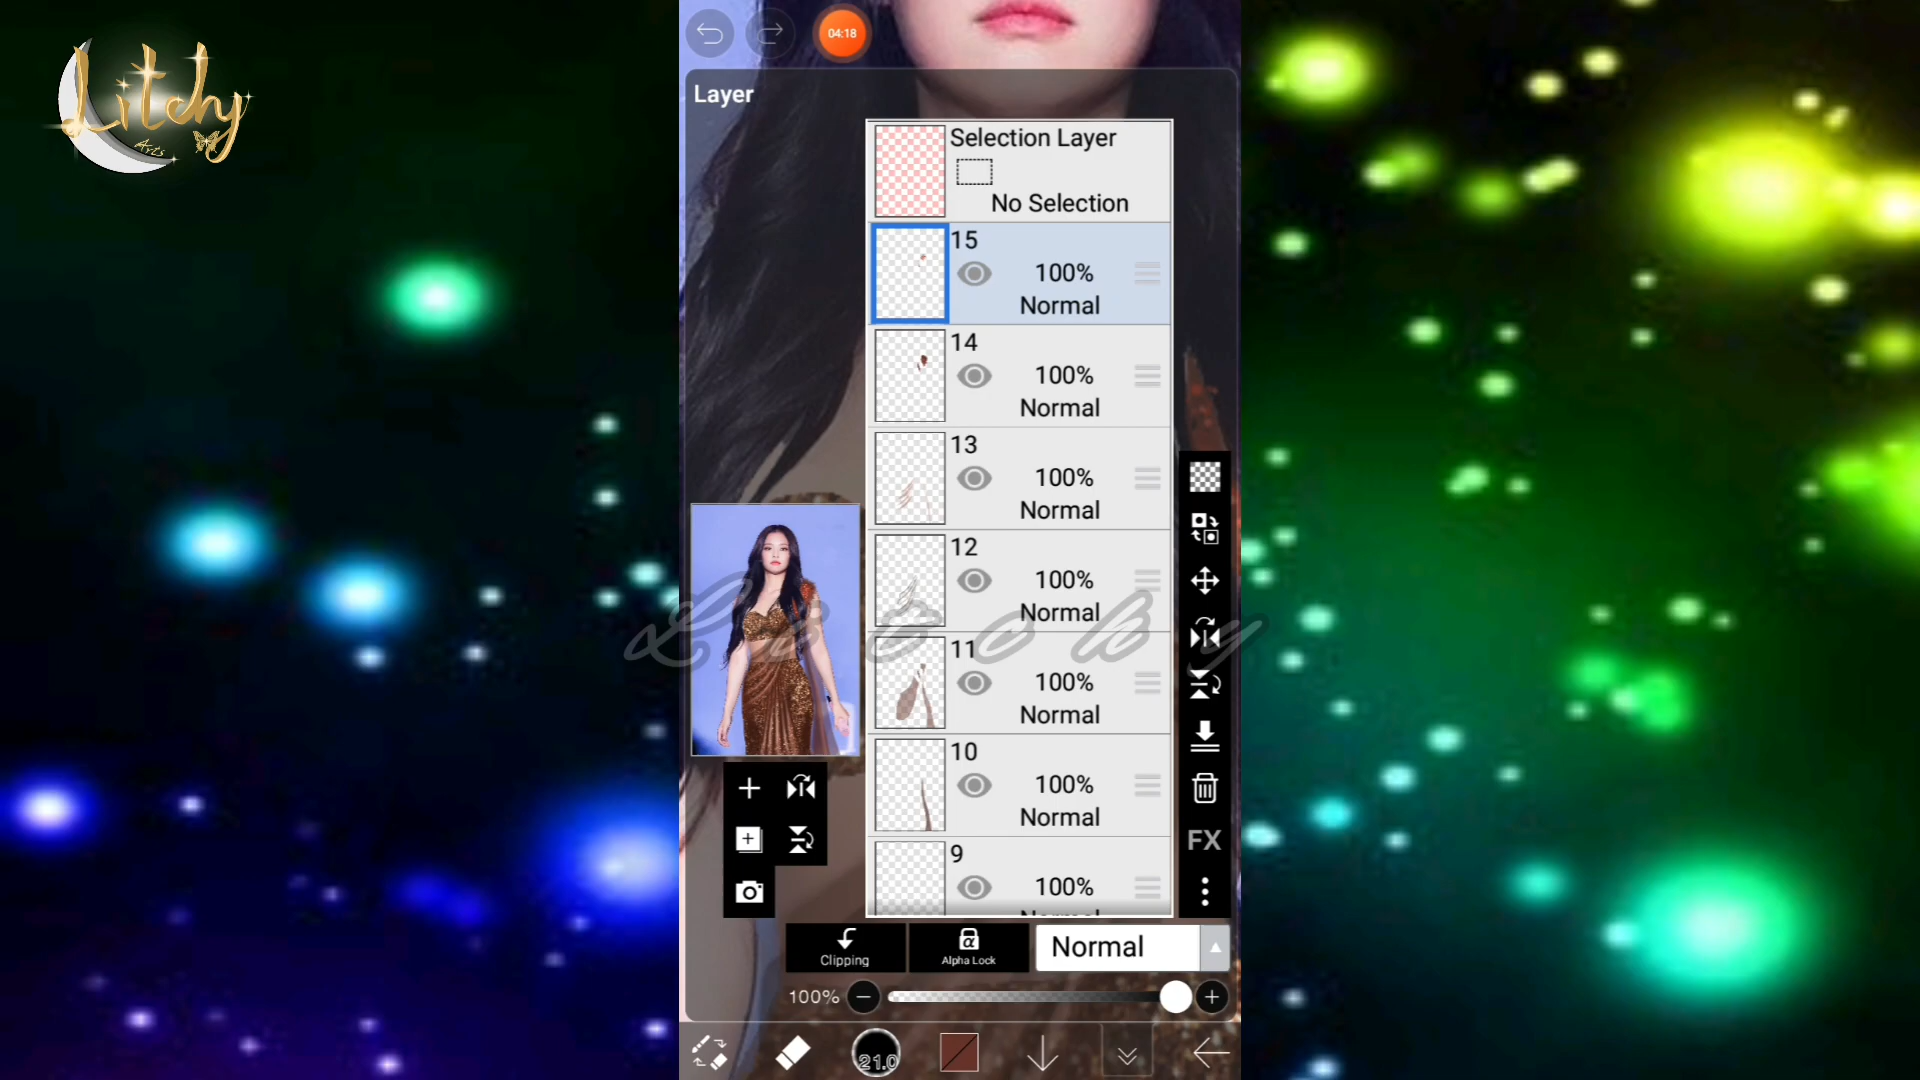 Litchy
Arts
04:18
Layer
Selection Layer
No Selection
15
100%
Normal
14
100%
Normal
13
100%
Normal
12
100%
Normal
11
100%
Normal
10
100%
Normal
9
100%
FX
Clipping
α
Alpha Lock
Normal
100%
21.0